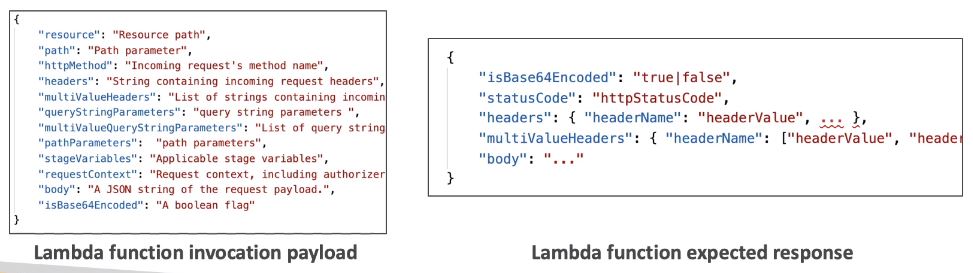 {
"resource": "Resource path",
"path": "Path parameter",
"httpMethod": "Incoming request's method name",
"headers": "String containing incoming request headers",
"multiValueHeaders": "List of strings containing incomin
"queryStringParameters": "query string parameters ",
"multiValueQueryStringParameters": "List of query string
"pathParameters":  "path parameters",
"stageVariables": "Applicable stage variables",
"requestContext": "Request context, including authorizer
"body": "A JSON string of the request payload.",
"isBase64Encoded": "A boolean flag"
}
Lambda function invocation payload
{
"isBase64Encoded": "true|false",
"statusCode": "httpStatusCode",
"headers": { "headerName": "headerValue", ... },
"multiValueHeaders": { "headerName": ["headerValue", "header
"body": "..."
}
Lambda function expected response